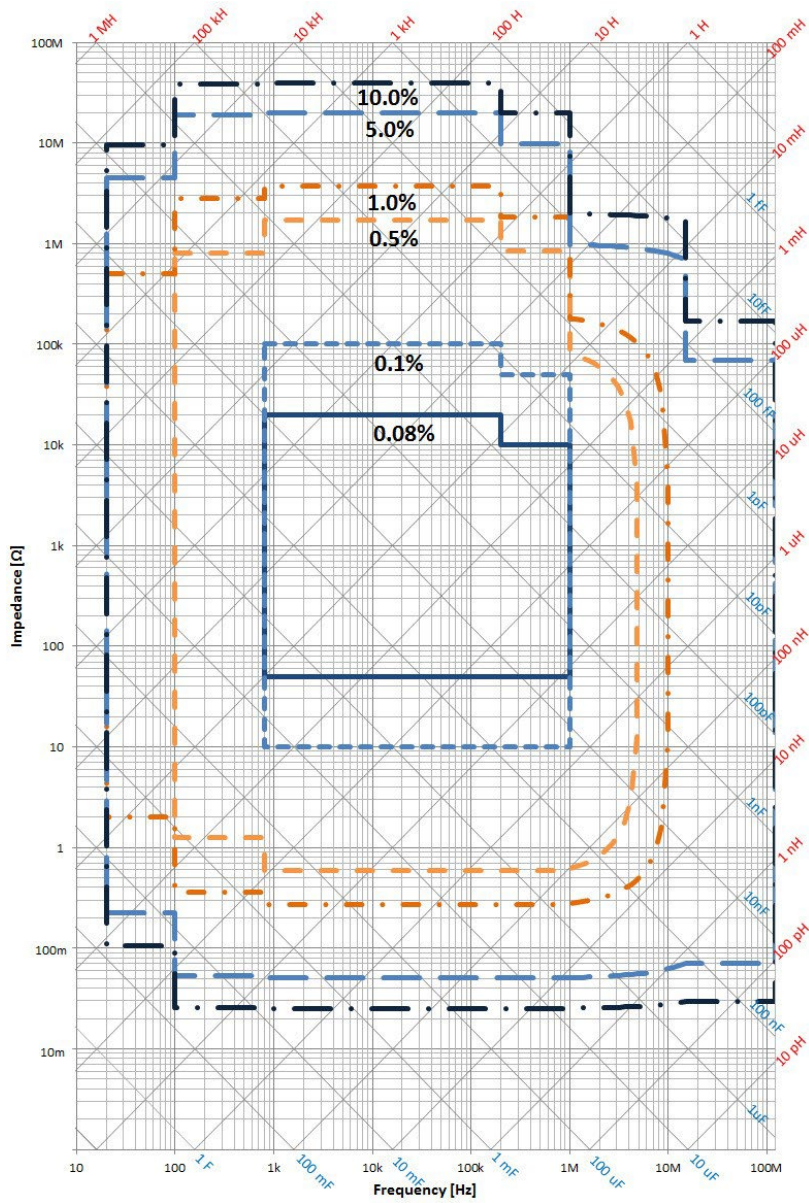 1 MH
100 kH
10 kH
1 kH
100 H
10 H
1 H
100 mH
100M
10.0%
5.0%
10M
10 mH
1.0%
1 fF
0.5%
1M
1 mH
10fF
100k
100 uH
0.1%
100 fF
0.08%
10k
10 uH
1pF
1k
1 uH
10pF
Impedance [Ω]
100
100 nH
100pF
10
10 nH
1nF
1
1 nH
10nF
100m
100 pH
100 nF
10m
10 pH
1uF
10
100
1 F
1k
100 mF
10k
10 mF
100k
1 mF
1M
100 uF
10M
10 uF
100M
Frequency [Hz]